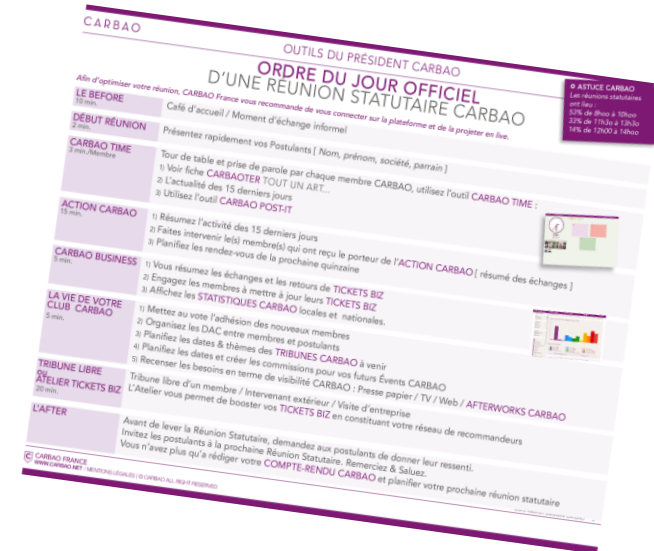 CARBAO
OUTILS DU PRÉSIDENT CARBAO
ORDRE DU JOUR OFFICIEL
D'UNE RÉUNION STATUTAIRE CARBAO
Afin d'optimiser votre réunion, CARBAO France vous recommande de vous connecter sur la plateforme et de la projeter en live.
ASTUCE CARBAO
Les réunions statutaires
ont lieu :
53% de 8h00 à 10h00
33% de 11h30 à 13h30
14% de 12h00 à 14h00
LE BEFORE
10 min.
Café d'accueil / Moment d'échange informel
DÉBUT RÉUNION
2 min.
Présentez rapidement vos Postulants [ Nom, prénom, société, parrain ]
CARBAO TIME
3 min./Membre
Tour de table et prise de parole par chaque membre CARBAO, utilisez l'outil CARBAO TIME :
1) Voir fiche CARBAOTER TOUT UN ART...
2) L'actualité des 15 derniers jours
3) Utilisez l'outil CARBAO POST-IT
ACTION CARBAO
15 min.
1) Résumez l'activité des 15 derniers jours
2) Faites intervenir le(s) membre(s) qui ont reçu le porteur de l'ACTION CARBAO [ résumé des échanges ]
3) Planifiez les rendez-vous de la prochaine quinzaine
CARBAO BUSINESS
5 min.
1) Vous résumez les échanges et les retours de TICKETS BIZ
2) Engagez les membres à mettre à jour leurs TICKETS BIZ
3) Affichez les STATISTIQUES CARBAO locales et nationales.
LA VIE DE VOTRE
CLUB CARBAO
5 min.
1) Mettez au vote l'adhésion des nouveaux membres
2) Organisez les DAC entre membres et postulants
3) Planifiez dates & thèmes des TRIBUNES CARBAO à venir
4) Planifiez les dates et créer les commissions pour vos futurs Évents CARBAO
5) Recenser les besoins en terme de visibilité CARBAO : Presse papier / TV / Web / AFTERWORKS CARBAO
TRIBUNE LIBRE
ou
ATELIER TICKETS BIZ
20 min.
Tribune libre d'un membre / Intervenant extérieur / Visite d'entreprise
L'Atelier vous permet de booster vos TICKETS BIZ en constituant votre réseau de recommandeurs
L'AFTER
Avant de lever la Réunion Statutaire, demandez aux postulants de donner leur ressenti.
Invitez les postulants à la prochaine Réunion Statutaire. Remerciez & Saluez.
Vous n'avez plus qu'a rédiger votre COMPTE-RENDU CARBAO et planifier votre prochaine réunion statutaire
CARBAO FRANCE
WWW.CARBAO.NET - MENTIONS LÉGALES | © CARBAO ALL RIGHT RESERVED